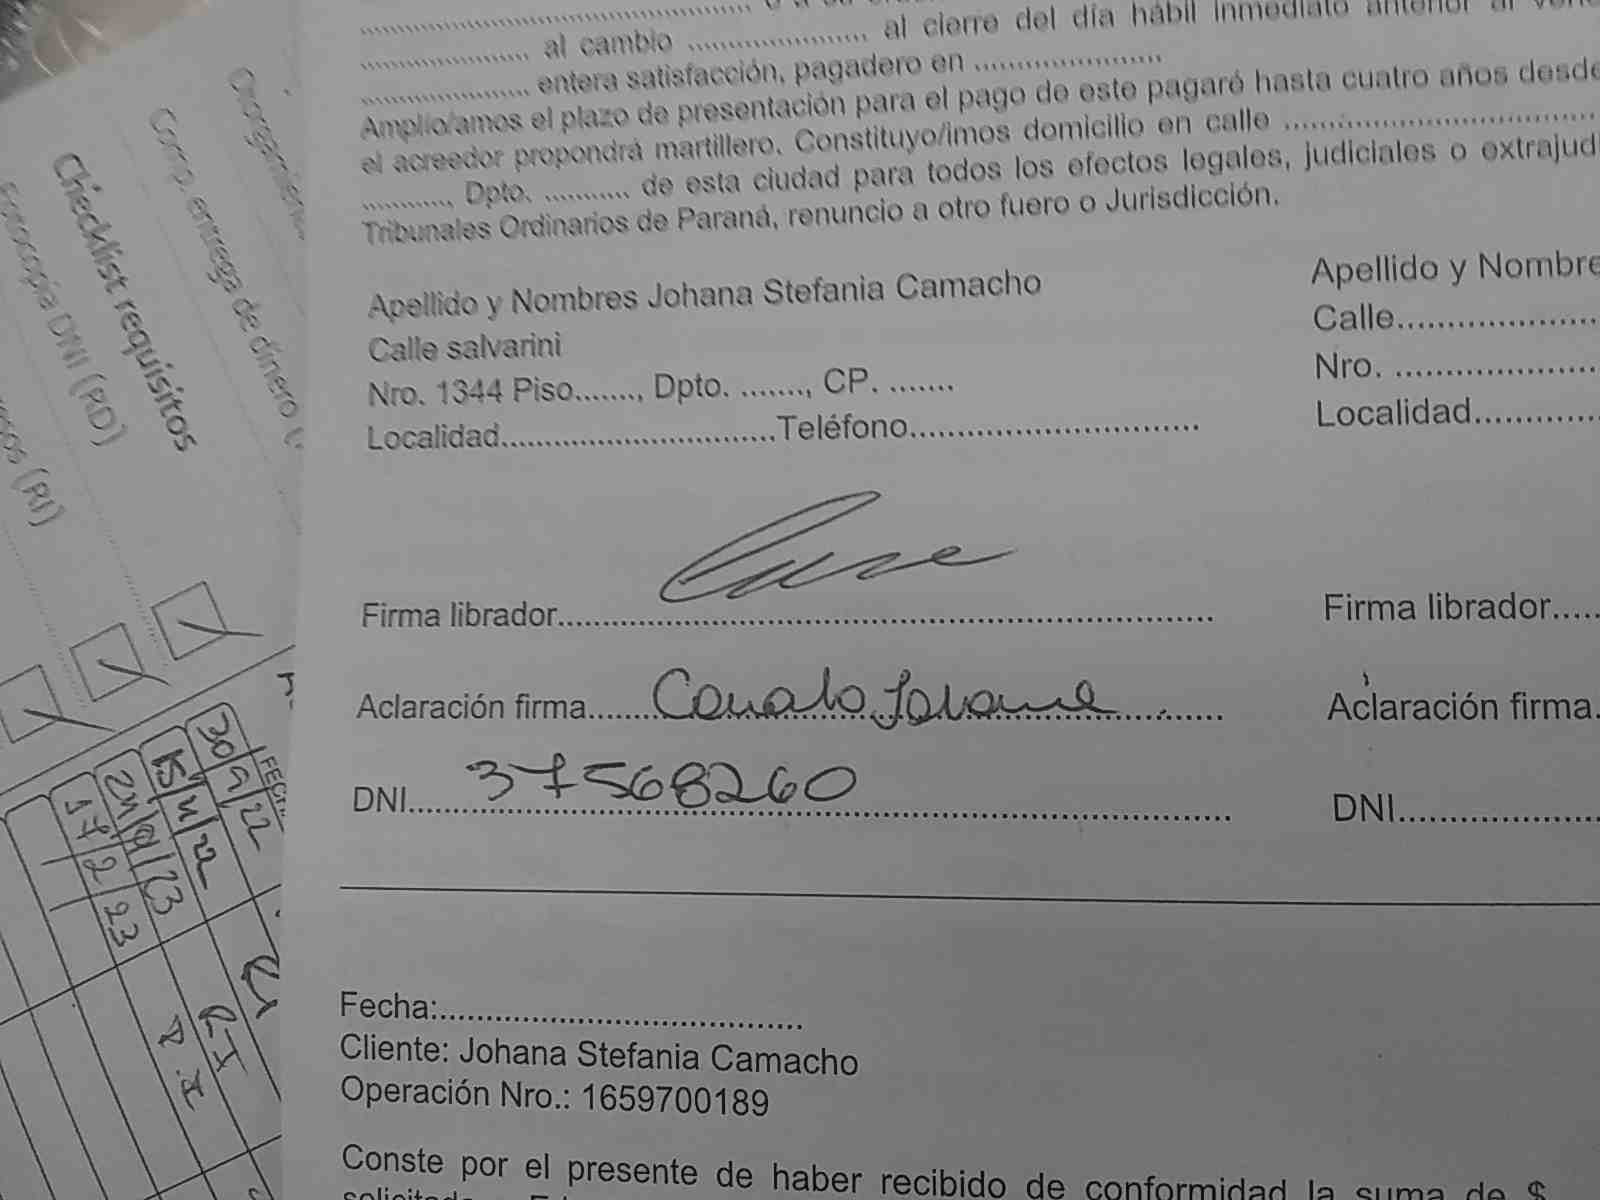 al cambio ...................... al cierre del día hábil inmediato anterior al
..................... entera satisfacción, pagadero en .......................
Amplio/amos el plazo de presentación para el pago de este pagaré hasta cuatro años desde
el acreedor propondrá martillero. Constituyo/imos domicilio en calle ....................................
............, Dpto. ........... de esta ciudad para todos los efectos legales, judiciales o extrajud
Tribunales Ordinarios de Paraná, renuncio a otro fuero o Jurisdicción.
Apellido y Nombres Johana Stefania Camacho
Calle salvarini
Nro. 1344 Piso......., Dpto. ......., CP. .......
Localidad..............................Teléfono...............................
Firma librador.........................................................................
Aclaración firma.......
DNI.......37568260
Apellido y Nombre
Calle.....................
Nro. ......................
Localidad.............
Firma librador.....
Aclaración firma.
DNI......................
Fecha:.......................................
Cliente: Johana Stefania Camacho
Operación Nro.: 1659700189
Conste por el presente de haber recibido de conformidad la suma de $
Comp. entrega de dinero
Checklist requisitos
Fotocopia DNI (RD)
(RI)
30 9/22
15/11/22
17 2 23